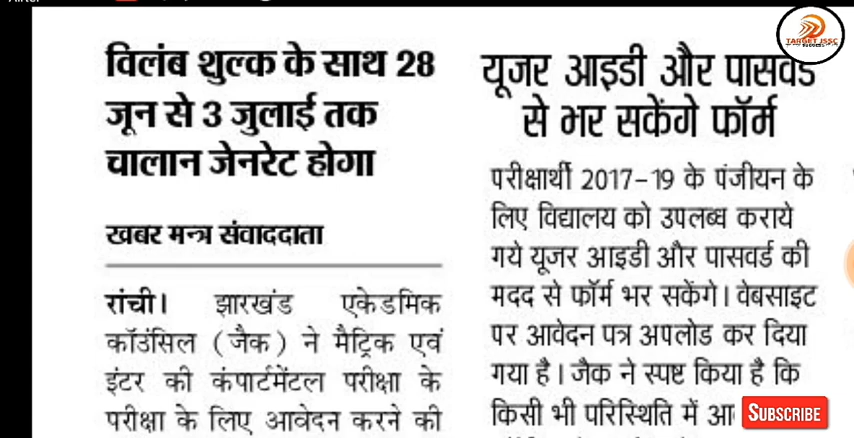 TARGET JSSC
विलंब शुल्क के साथ 28
जून से 3 जुलाई तक
चालान जेनरेट होगा
खबर मन्त्र संवाददाता
रांची। झारखंड एकेडमिक
कॉउंसिल (जैक) ने मैट्रिक एवं
इंटर की कंपार्टमेंटल परीक्षा के
परीक्षा के लिए आवेदन करने की
यूजर आइडी और पासवर्ड
से भर सकेंगे फॉर्म
परीक्षार्थी 2017-19 के पंजीयन के
लिए विद्यालय को उपलब्ध कराये
गये यूजर आइडी और पासवर्ड की
मदद से फॉर्म भर सकेंगे। वेबसाइट
पर आवेदन पत्र अपलोड कर दिया
गया है। जैक ने स्पष्ट किया है कि
किसी भी परिस्थिति में आ
SUBSCRIBE